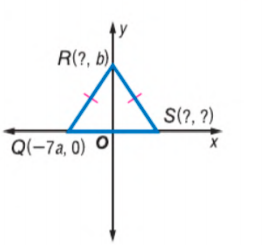 y
R(?, b)
S(?, ?)
Q(−7a, 0) O
x